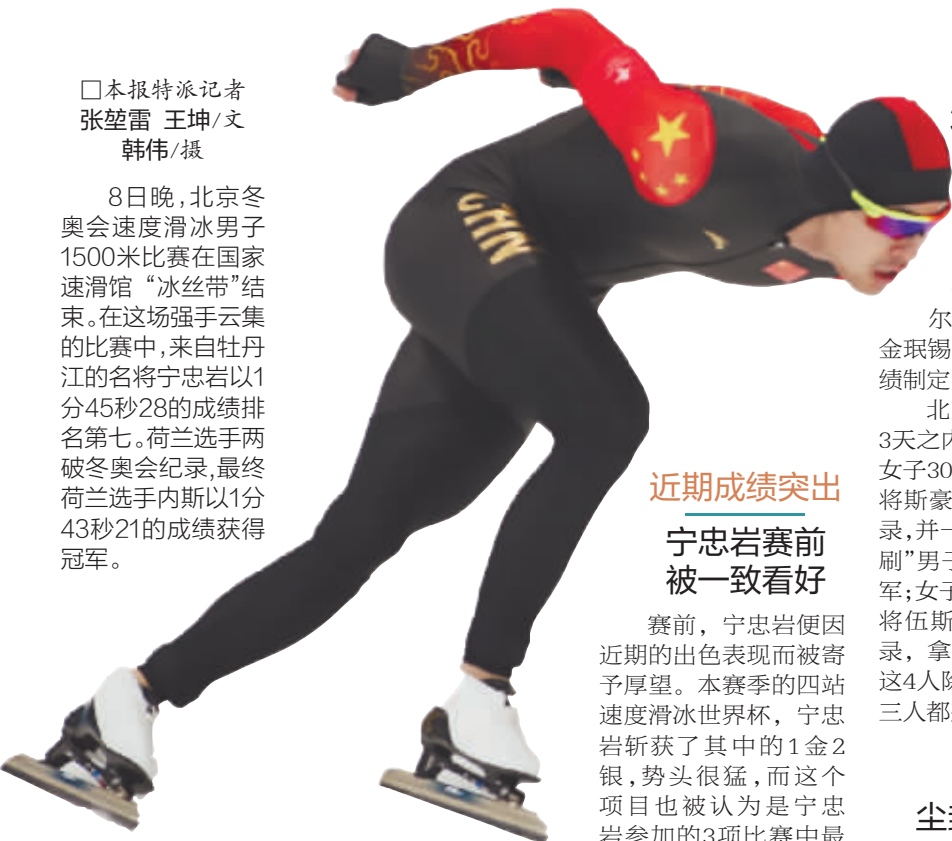 □本报特派记者
张堃雷 王坤/文
韩伟/摄
8日晚,北京冬
奥会速度滑冰男子
1500米比赛在国家
速滑馆“冰丝带”结
束。在这场强手云集
的比赛中,来自牡丹
江的名将宁忠岩以1
分45秒28的成绩排
名第七。荷兰选手两
破冬奥会纪录,最终
荷兰选手内斯以1分
43秒21的成绩获得
冠军。
CHN
近期成绩突出
宁忠岩赛前
被一致看好
赛前，宁忠岩便因
近期的出色表现而被寄
予厚望。本赛季的四站
速度滑冰世界杯，宁忠
岩斩获了其中的1金2
银,势头很猛,而这个
项目也被认为是宁忠
岩参加的3项比赛中最
尔
金珉锡
绩制定
北
3天之内
女子30
将斯豪
录,并一
刷”男子
军;女子
将伍斯
录，拿
这4人除
三人都